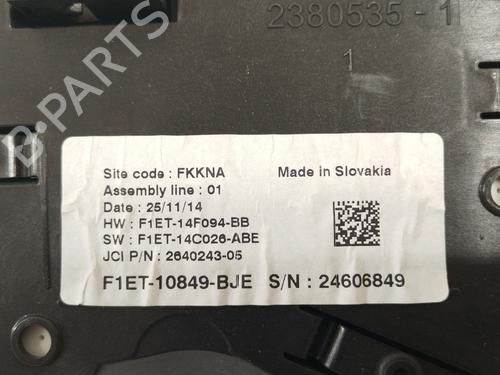 2380535-1
1
Site code : FKKNA
Made in Slovakia
Assembly line : 01
Date : 25/11/14
HW : F1ET-14F094-BB
SW : F1ET-14C026-ABE
JCI P/N : 2640243-05
F1ET-10849-BJE S/N : 24606849
B-PARTS